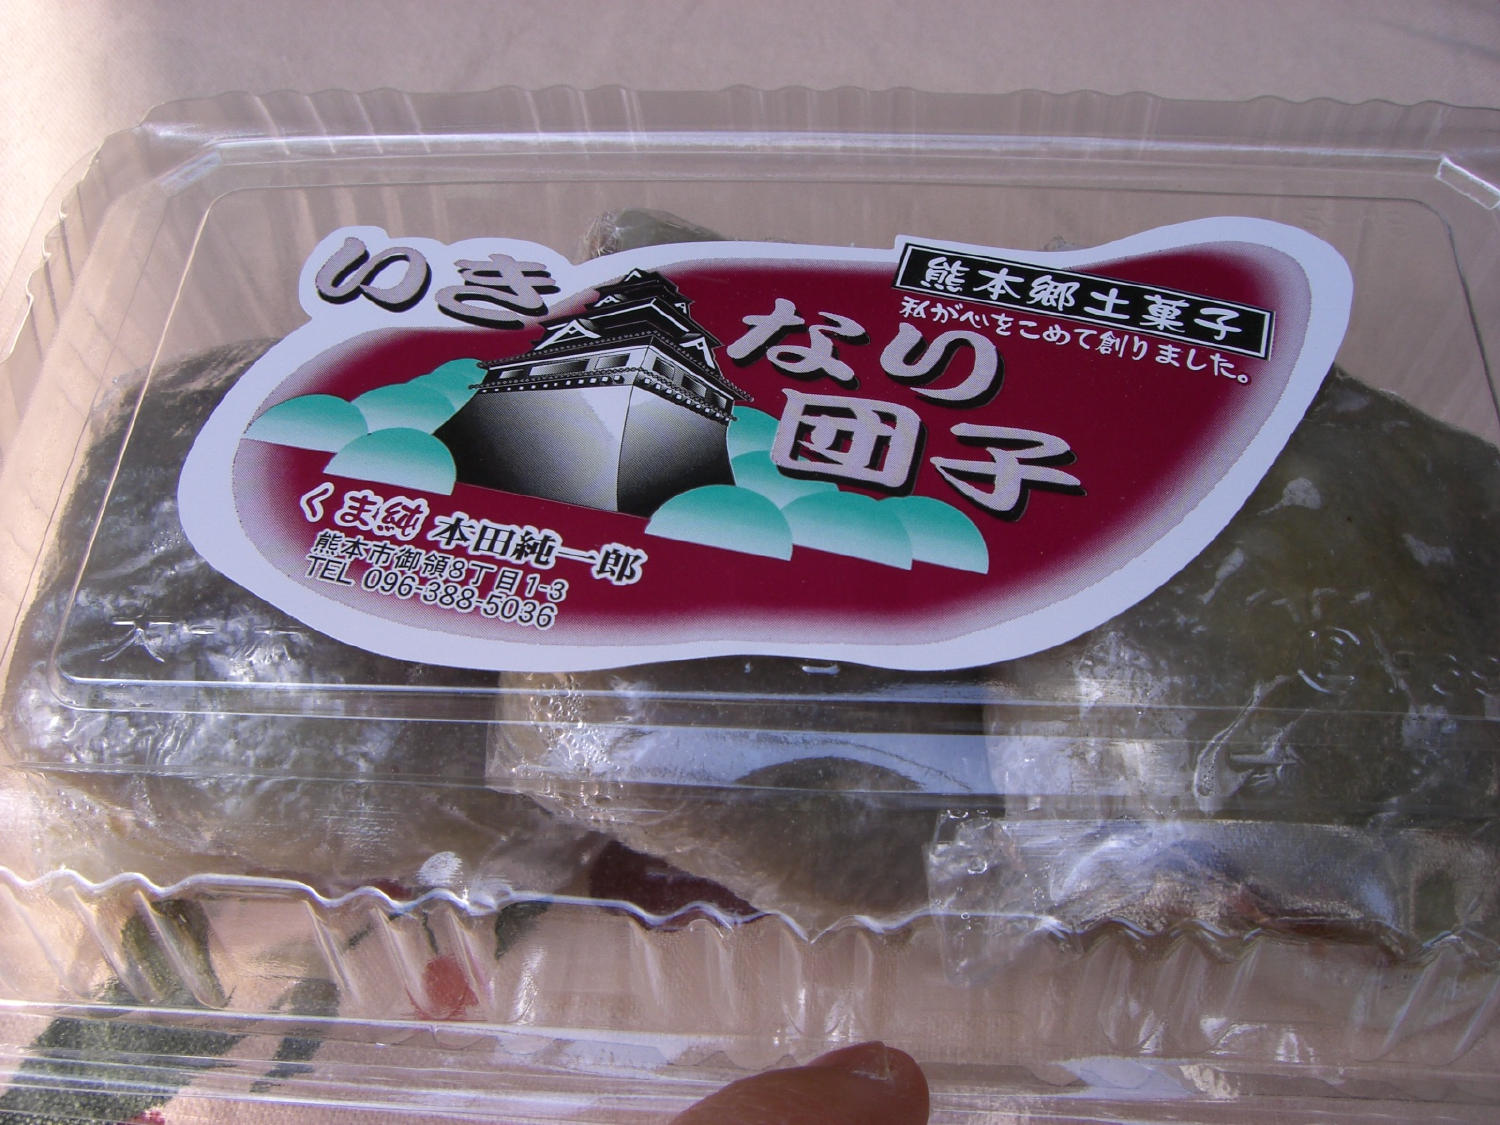 いきなり団子
熊本郷土菓子
私が心をこめて創りました。
くま純 本田純一郎
熊本市御領8丁目1-3
TEL 096-388-5036